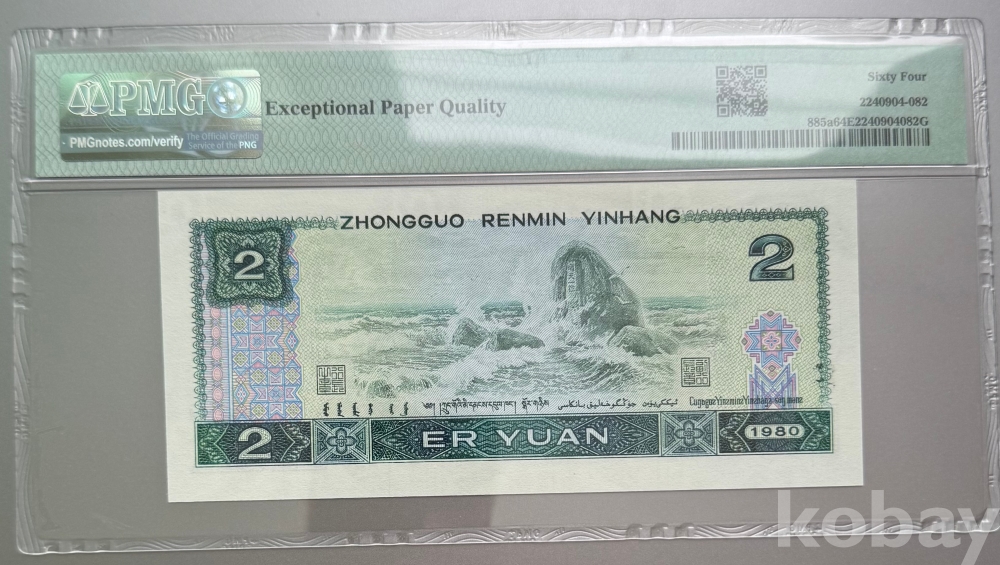 PMG
PMGnotes.com/verify
The Official Grading
Service of the PNG
Exceptional Paper Quality
Sixty Four
2240904-082
885a64E2240904082G
ZHONGGUO RENMIN YINHANG
2
2
2
ER YUAN
1980
kobay